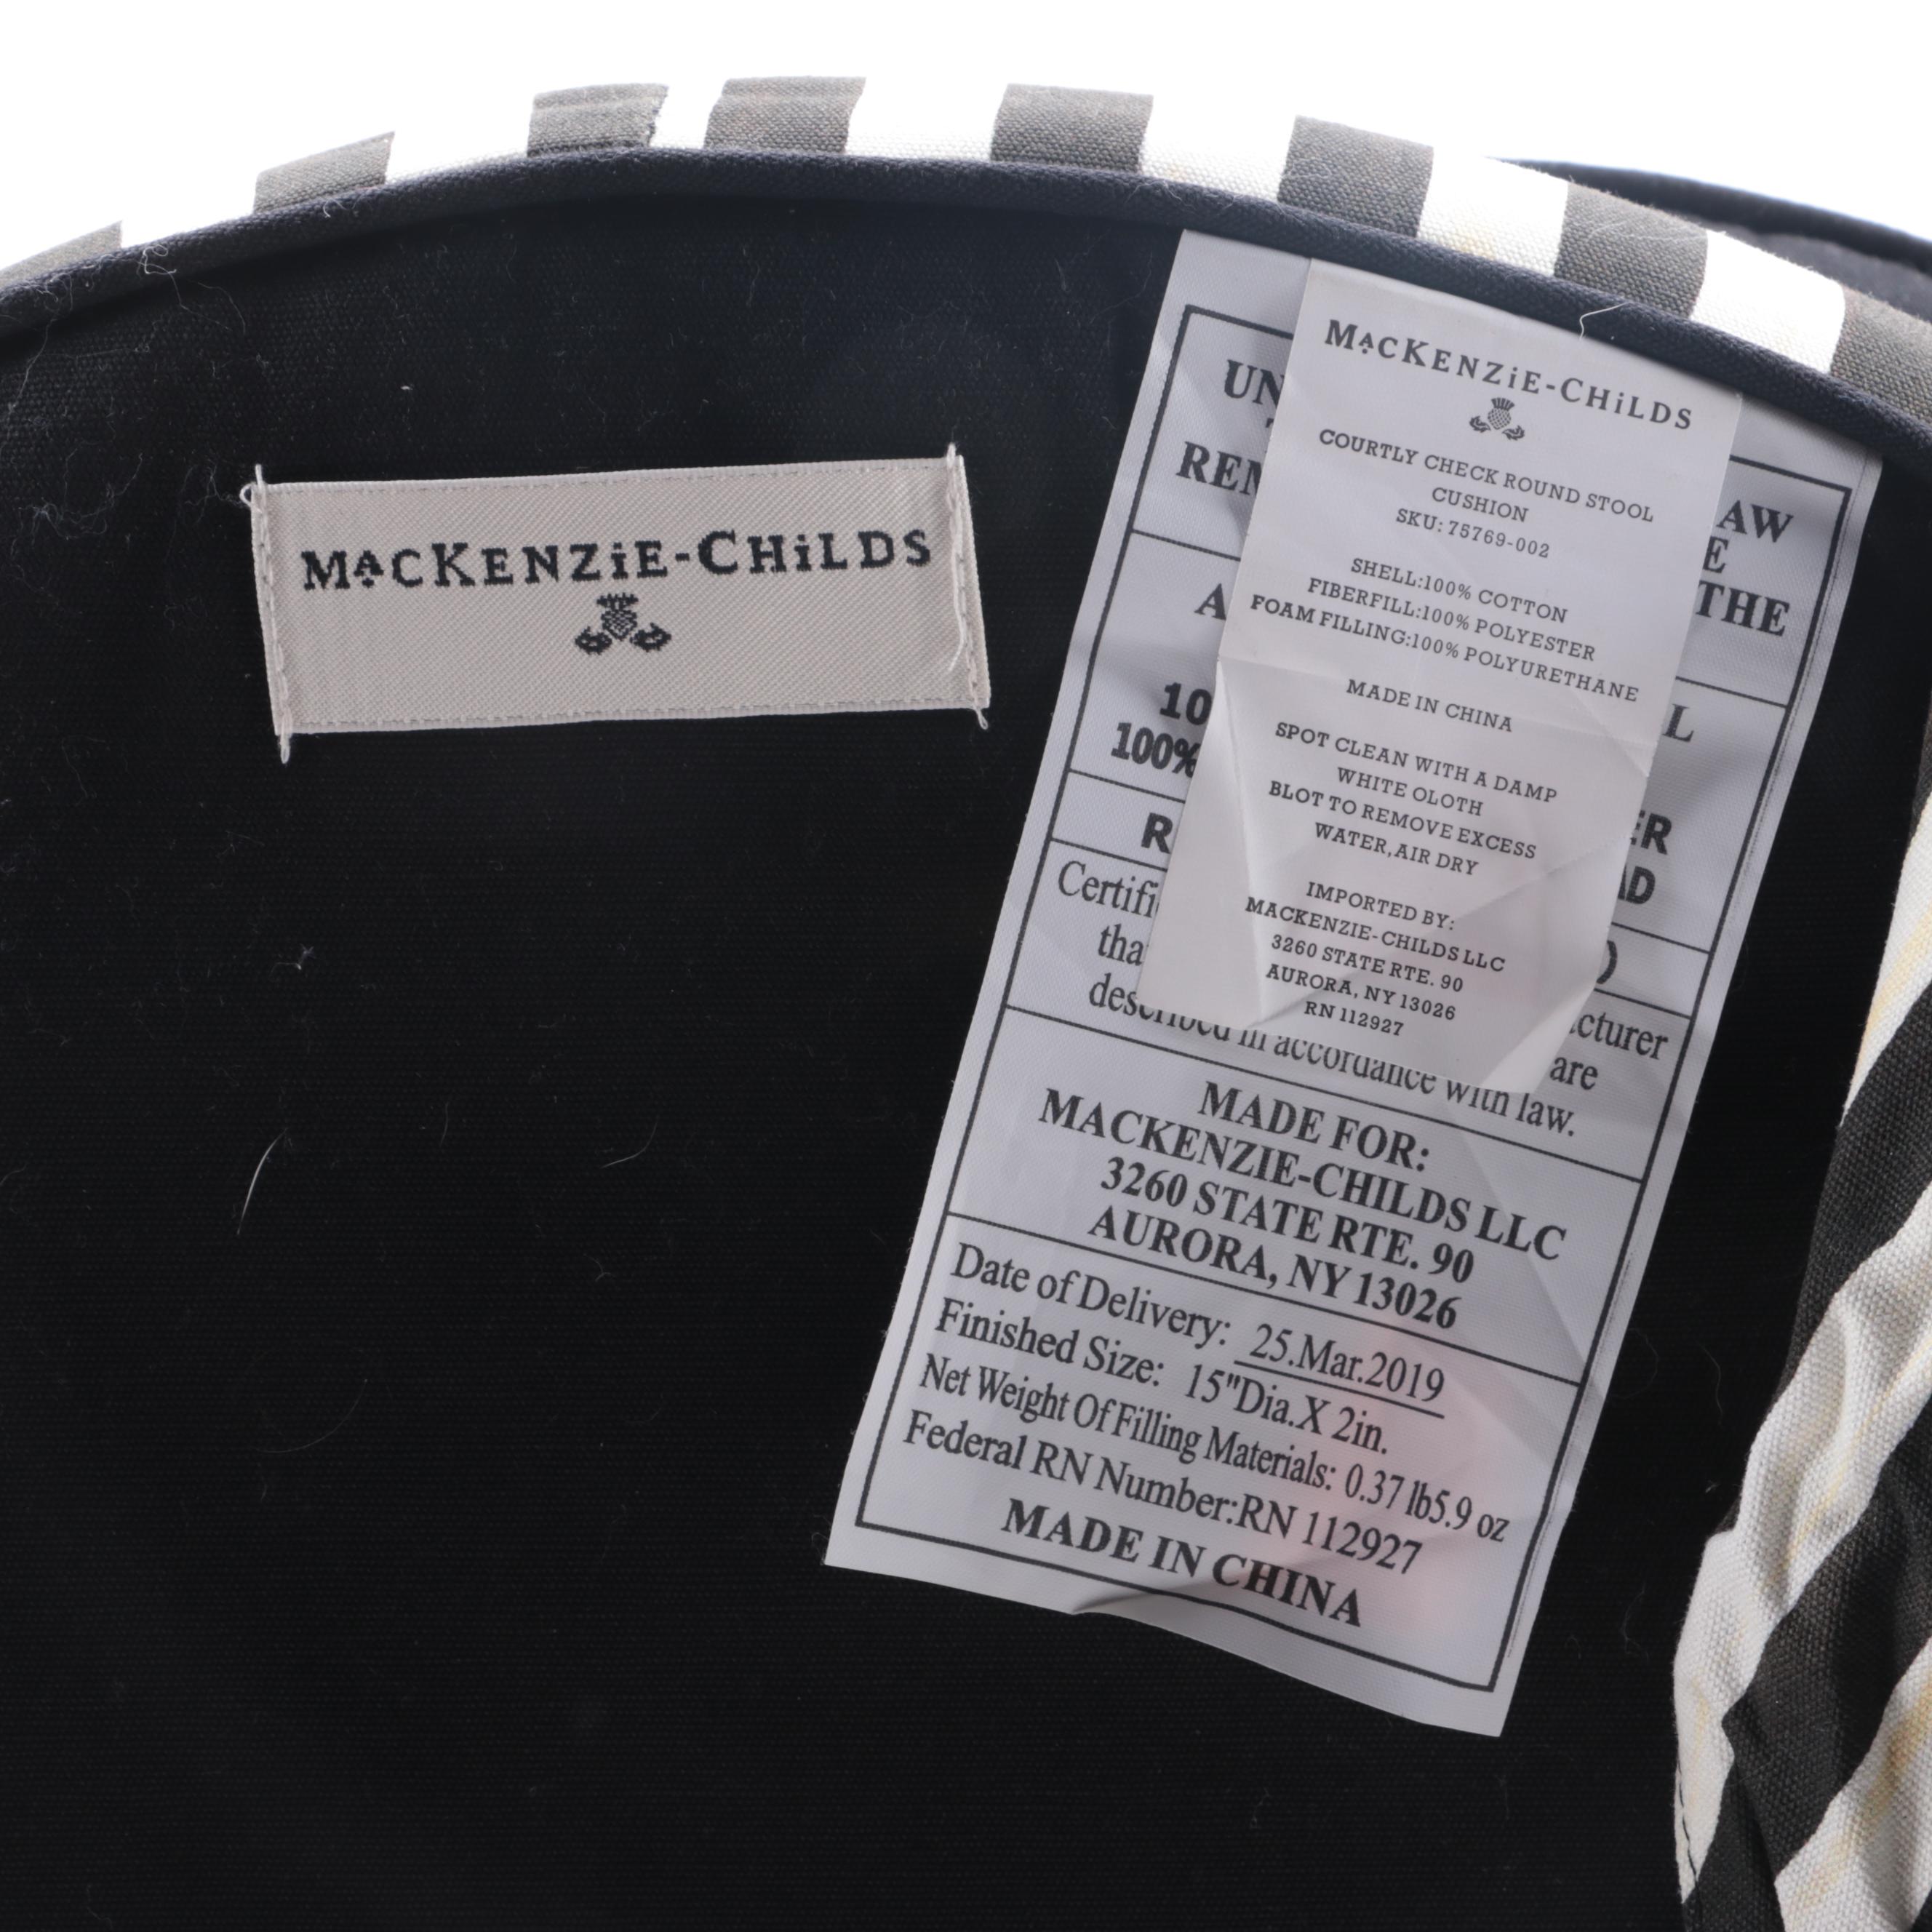 MACKENZiE-CHiLDS
MACKENZiE-CHiLDS
COURTLY CHECK ROUND STOOL
CUSHION
SKU: 75769-002
SHELL:100% COTTON
FIBERFILL:100% POLYESTER
FOAM FILLING:100% POLYURETHANE
MADE IN CHINA
SPOT CLEAN WITH A DAMP
WHITE OLOTH
BLOT TO REMOVE EXCESS
WATER,AIR DRY
IMPORTED BY:
MACKENZIE-CHILDS LLC
3260 STATE RTE. 90
AURORA, NY 13026
RN 112927
THE
100%
are
described in accordance with law.
MADE FOR:
MACKENZIE-CHILDS LLC
3260 STATE RTE. 90
AURORA, NY 13026
Date of Delivery: 25.Mar.2019
Finished Size: 15"Dia.X 2in.
Net Weight Of Filling Materials: 0.37 lb5.9 oz
Federal RN Number:RN 112927
MADE IN CHINA